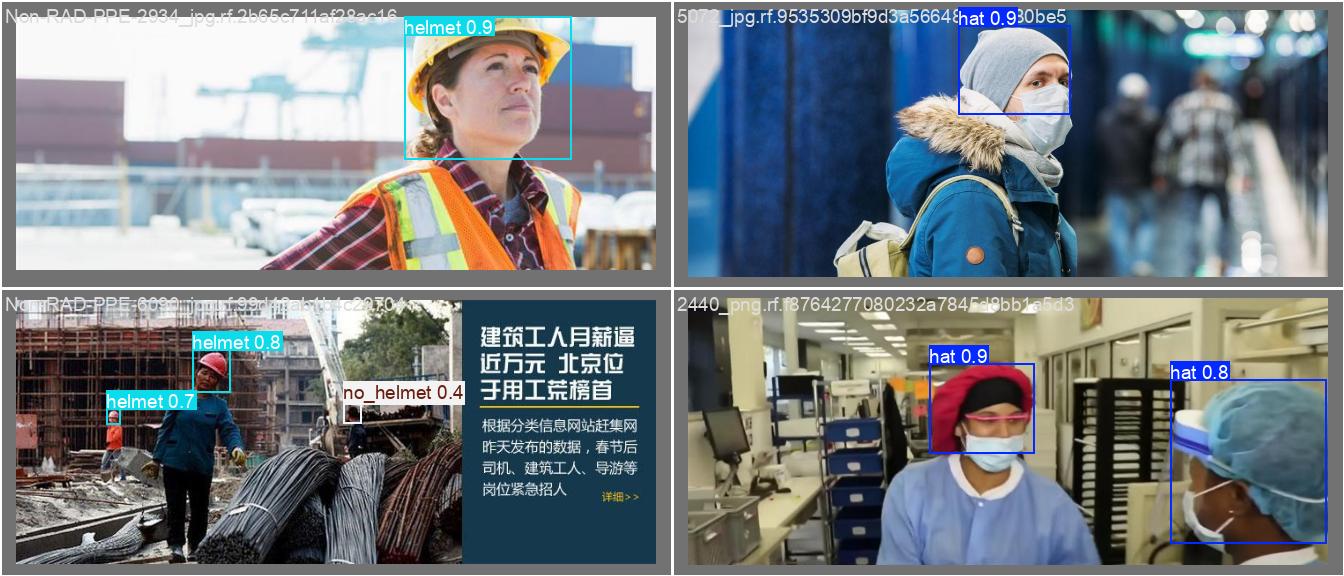 helmet 0.9
hat 0.9
helmet 0.8
helmet 0.7
no_helmet 0.4
建筑工人月薪逼
近万元 北京位
于用工荒榜首
根据分类信息网站赶集网
昨天发布的数据，春节后
司机、建筑工人、导游等
岗位紧急招人
详细>>
2440_png.rf.f8764277080232a7845d8bb1a5d3
hat 0.9
hat 0.8